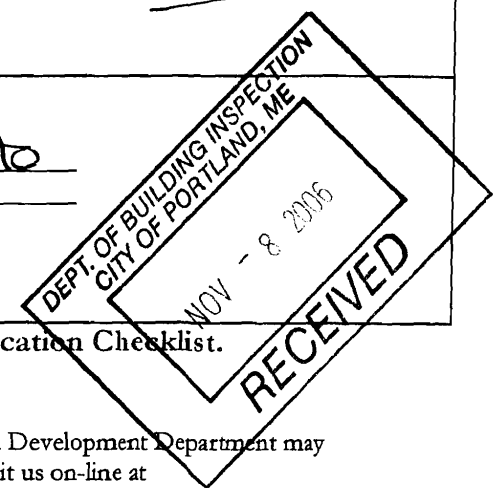 to
DEPT. OF BUILDING INSPECTION
CITY OF PORTLAND, ME
NOV - 8 2006
RECEIVED
cation Checklist.
Development Department may
it us on-line at